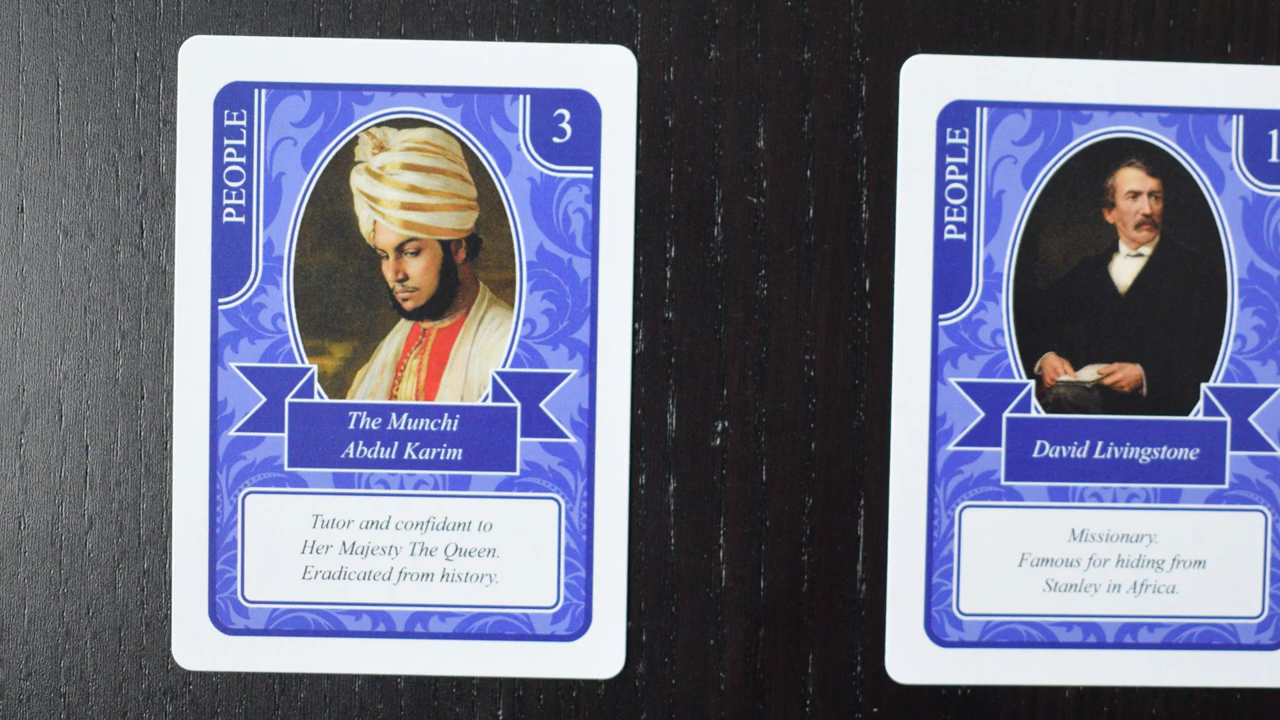 PEOPLE
3
The Munchi
Abdul Karim
Tutor and confidant to
Her Majesty The Queen.
Eradicated from history.
PEOPLE
1
David Livingstone
Missionary.
Famous for hiding from
Stanley in Africa.